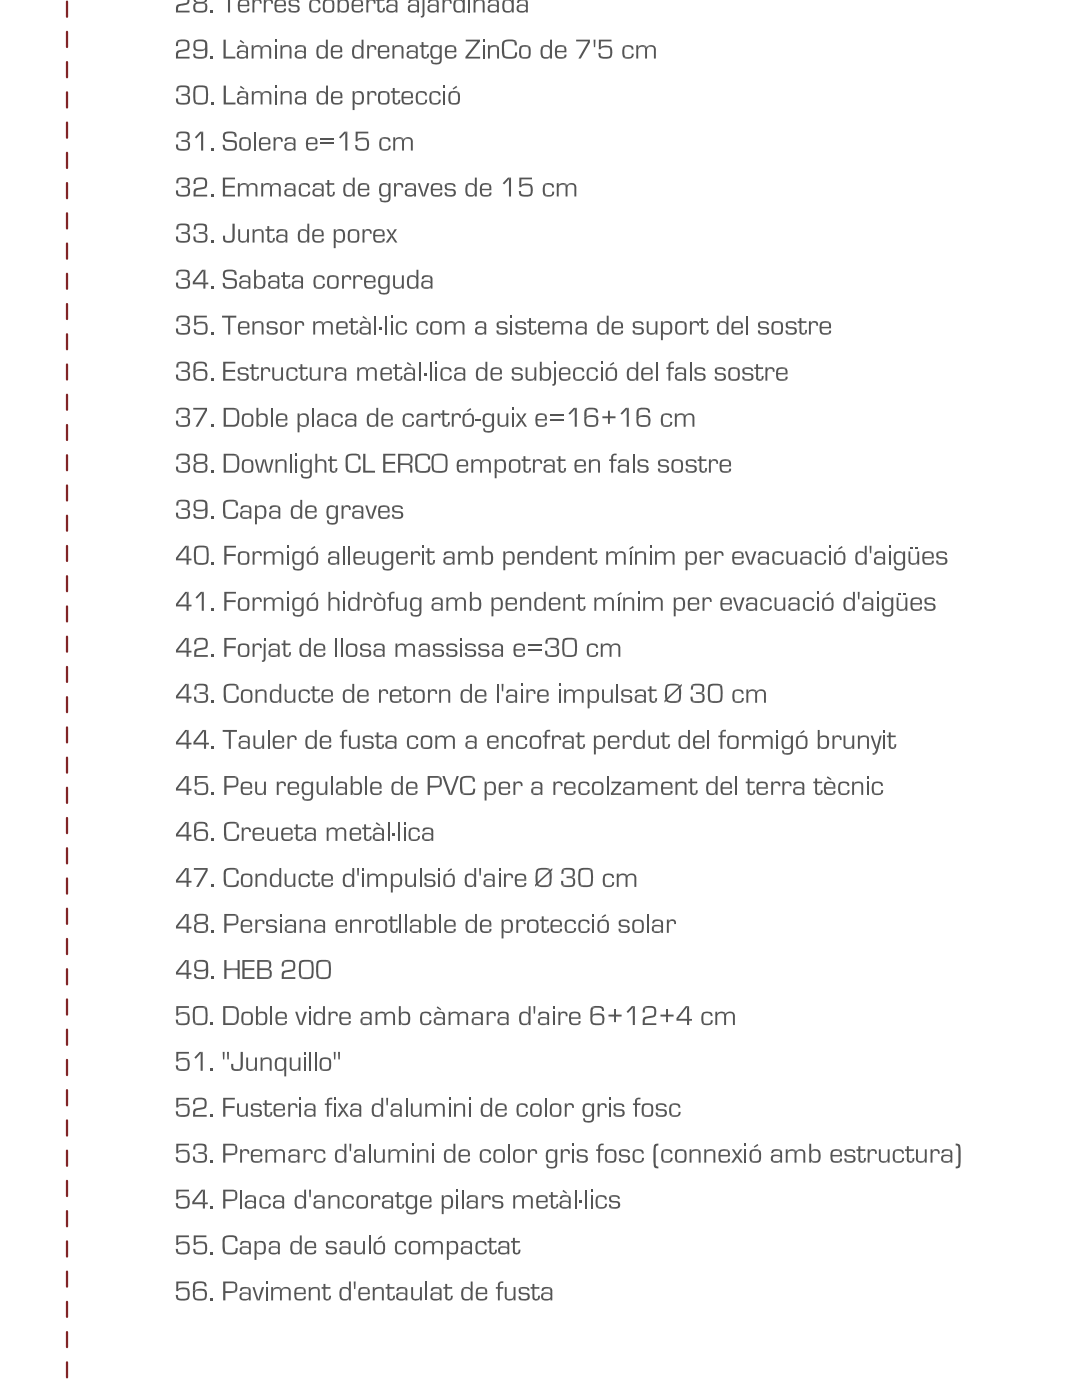 28. Terres coberta ajardinada
29. Làmina de drenatge ZinCo de 7'5 cm
30. Làmina de protecció
31. Solera e=15 cm
32. Emmacat de graves de 15 cm
33. Junta de porex
34. Sabata correguda
35. Tensor metàl·lic com a sistema de suport del sostre
36. Estructura metàl·lica de subjecció del fals sostre
37. Doble placa de cartró-guix e=16+16 cm
38. Downlight CL ERCO empotrat en fals sostre
39. Capa de graves
40. Formigó alleugerit amb pendent mínim per evacuació d'aigües
41. Formigó hidròfug amb pendent mínim per evacuació d'aigües
42. Forjat de llosa massissa e=30 cm
43. Conducte de retorn de l'aire impulsat Ø 30 cm
44. Tauler de fusta com a encofrat perdut del formigó brunyit
45. Peu regulable de PVC per a recolzament del terra tècnic
46. Creueta metàl·lica
47. Conducte d'impulsió d'aire Ø 30 cm
48. Persiana enrotllable de protecció solar
49. HEB 200
50. Doble vidre amb càmara d'aire 6+12+4 cm
51. "Junquillo"
52. Fusteria fixa d'alumini de color gris fosc
53. Premarc d'alumini de color gris fosc (connexió amb estructura)
54. Placa d'ancoratge pilars metàl·lics
55. Capa de sauló compactat
56. Paviment d'entaulat de fusta